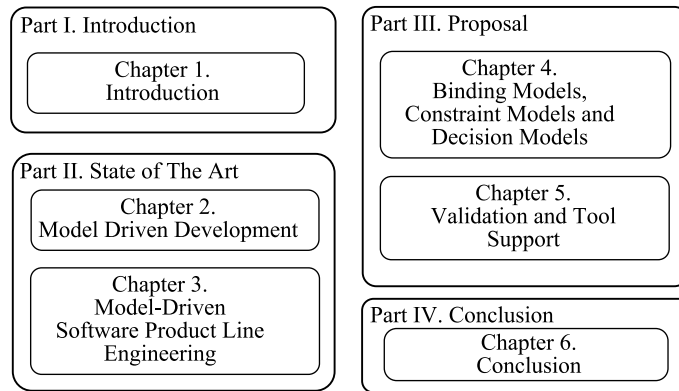 Part I. Introduction
Chapter 1.
Introduction
Part II. State of The Art
Chapter 2.
Model Driven Development
Chapter 3.
Model-Driven
Software Product Line
Engineering
Part III. Proposal
Chapter 4.
Binding Models,
Constraint Models and
Decision Models
Chapter 5.
Validation and Tool
Support
Part IV. Conclusion
Chapter 6.
Conclusion